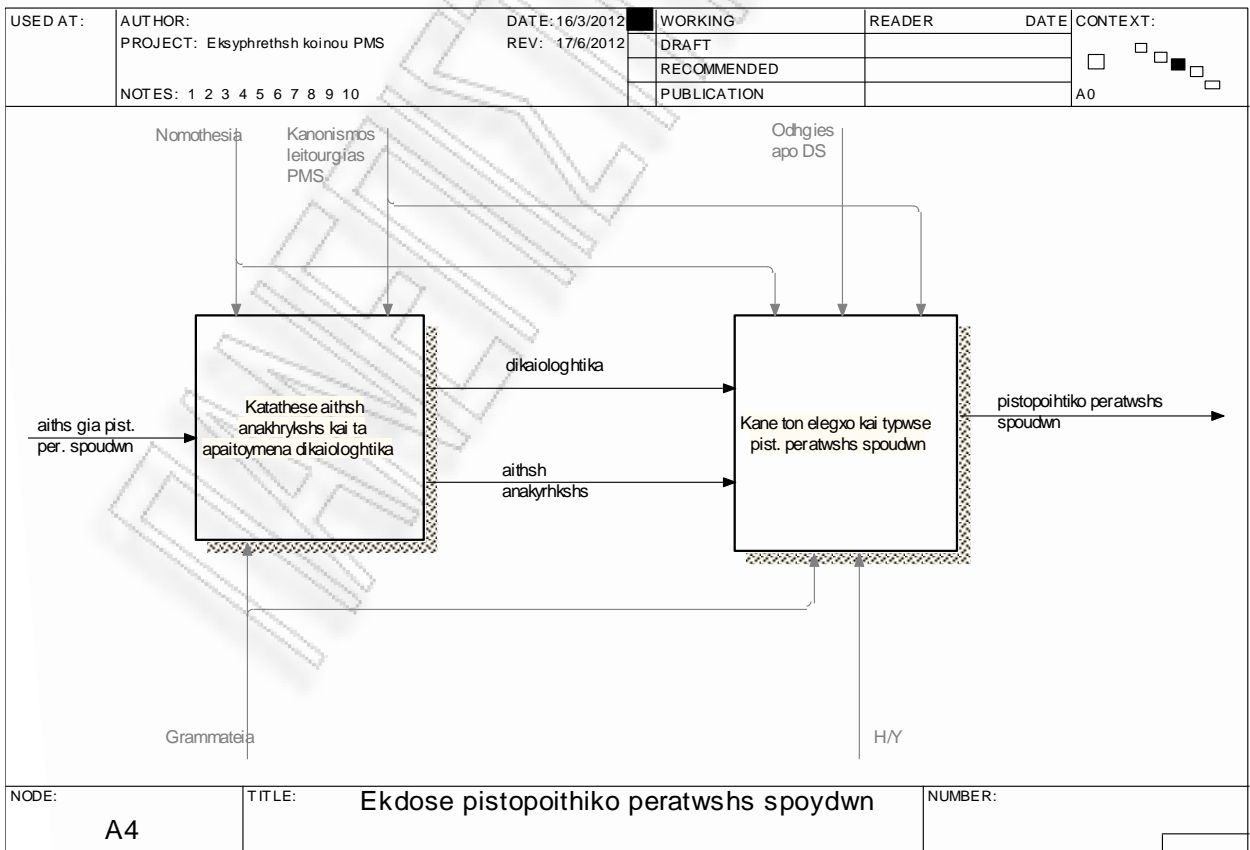 USED AT:
AUTHOR:
DATE: 16/3/2012
PROJECT: Eksyphrethsh koinou PMS
REV: 17/6/2012
NOTES: 1 2 3 4 5 6 7 8 9 10
WORKING
DRAFT
RECOMMENDED
PUBLICATION
READER
DATE
CONTEXT:
A0
Nomothesia
Kanonismos
leitourgias
PMS
Odhgies
apo DS
aiths gia pist.
per. spoudwn
Katathese aithsh
anakhrykshs kai ta
apaitoymena dikaiologhtika
dikaiologhtika
aithsh
anakyrhkshs
Kane ton elegxo kai typwse
pist. peratwshs spoudwn
pistopoihtiko peratwshs
spoudwn
Grammateia
H/Y
NODE:
A4
TITLE:
Ekdose pistopoithiko peratwshs spoydwn
NUMBER: